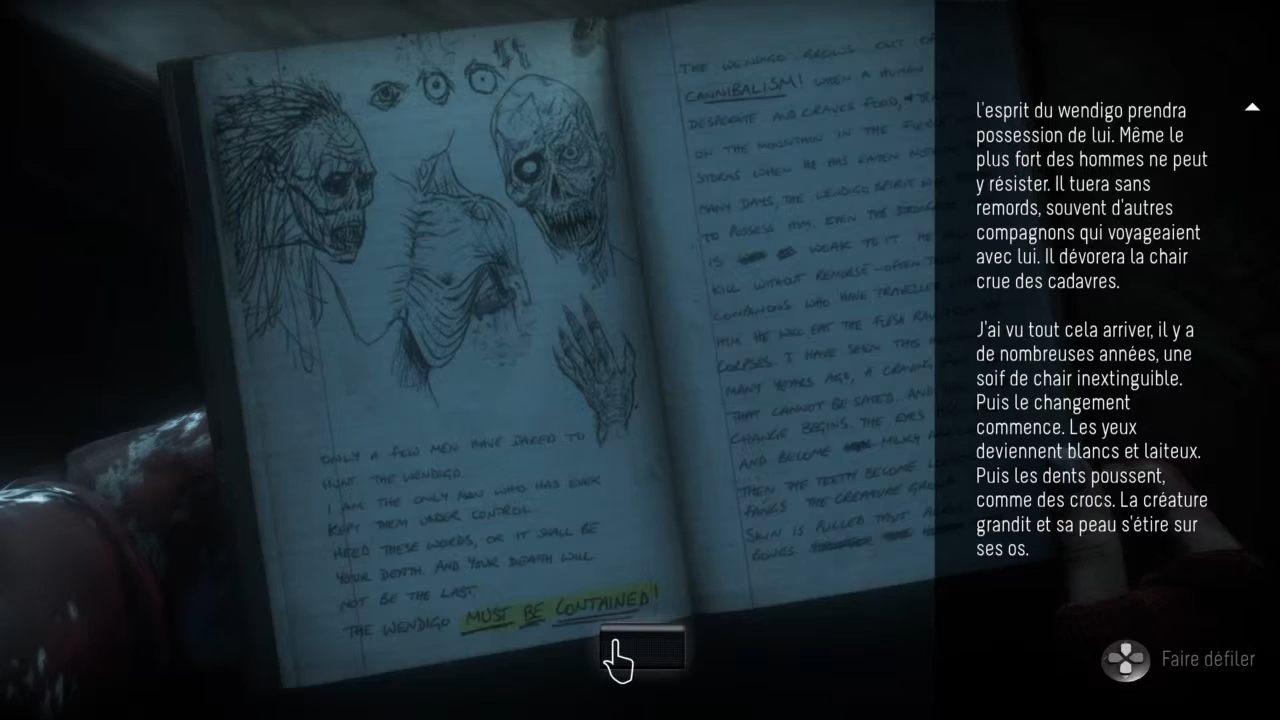 ONLY A FEW MEN HAVE DARED TO
HUNT THE WENDIGO.
I AM THE ONLY MAN WHO HAS EVER
KEPT THEM UNDER CONTROL.
HEED THESE WORDS, OR IT SHALL BE
YOUR DEATH. AND YOUR DEATH WILL
NOT BE THE LAST.
THE WENDIGO MUST BE CONTAINED!
THE WENDIGO GROWS OUT OF
CANNIBALISM! WHEN A HUMAN
DESPERATE AND CRAVES FOOD,
ON THE MOUNTAIN IN THE
STORMS WHEN HE HAS EATEN
MANY DAYS, THE WENDIGO SPIRIT
TO POSSESS HIM. EVEN THE
IS WEAK TO IT. HE
KILL WITHOUT REMORSE - OFTEN
COMPANIONS WHO HAVE TRAVELLED
HIM. HE WILL EAT THE FLESH RAW
CORPSES. I HAVE SEEN THIS
MANY YEARS AGO, A CRAVING
THAT CANNOT BE SATED. AND
CHANGE BEGINS. THE EYES
AND BECOME MILKY
THEN THE TEETH BECOME
FANGS THE CREATURE GROWS
SKIN IS PULLED TAUT
BONES.
l'esprit du wendigo prendra
possession de lui. Même le
plus fort des hommes ne peut
y résister. Il tuera sans
remords, souvent d'autres
compagnons qui voyageaient
avec lui. Il dévorera la chair
crue des cadavres.
J'ai vu tout cela arriver, il y a
de nombreuses années, une
soif de chair inextinguible.
Puis le changement
commence. Les yeux
deviennent blancs et laiteux.
Puis les dents poussent,
comme des crocs. La créature
grandit et sa peau s'étire sur
ses os.
Faire défiler